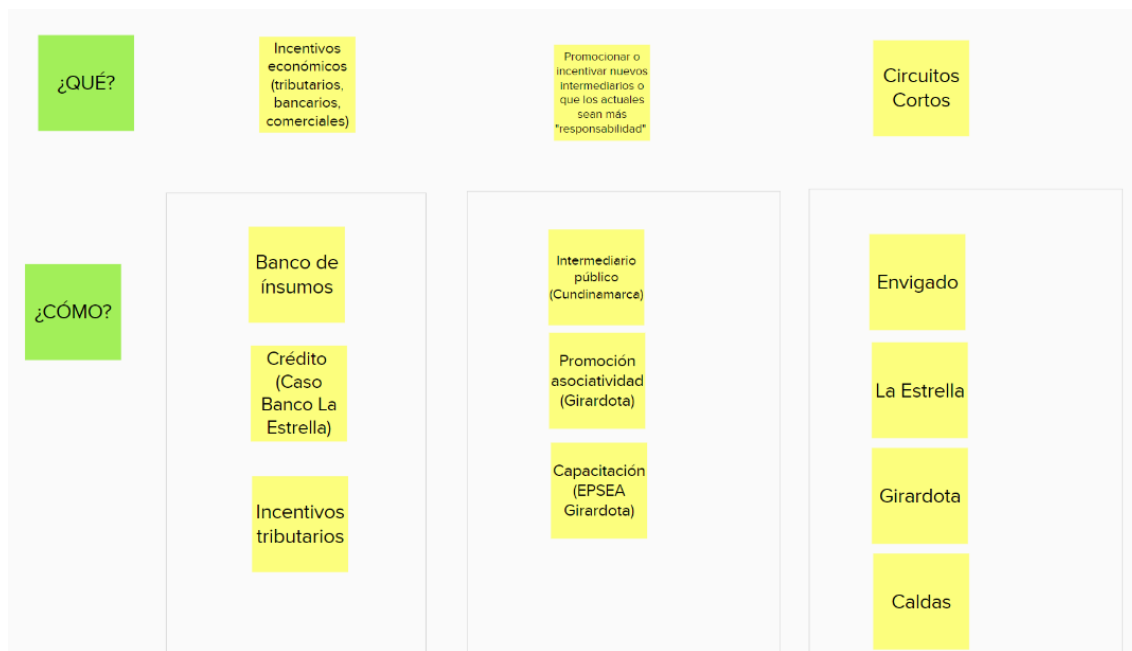 ¿QUÉ?
Incentivos
económicos
(tributarios,
bancarios,
comerciales)
Promocionar o
incentivar nuevos
intermediarios o
que los actuales
sean más
"responsabilidad"
Circuitos
Cortos
¿CÓMO?
Banco de
ínsumos
Crédito
(Caso
Banco La
Estrella)
Incentivos
tributarios
Intermediario
público
(Cundinamarca)
Promoción
asociatividad
(Girardota)
Capacitación
(EPSEA
Girardota)
Envigado
La Estrella
Girardota
Caldas